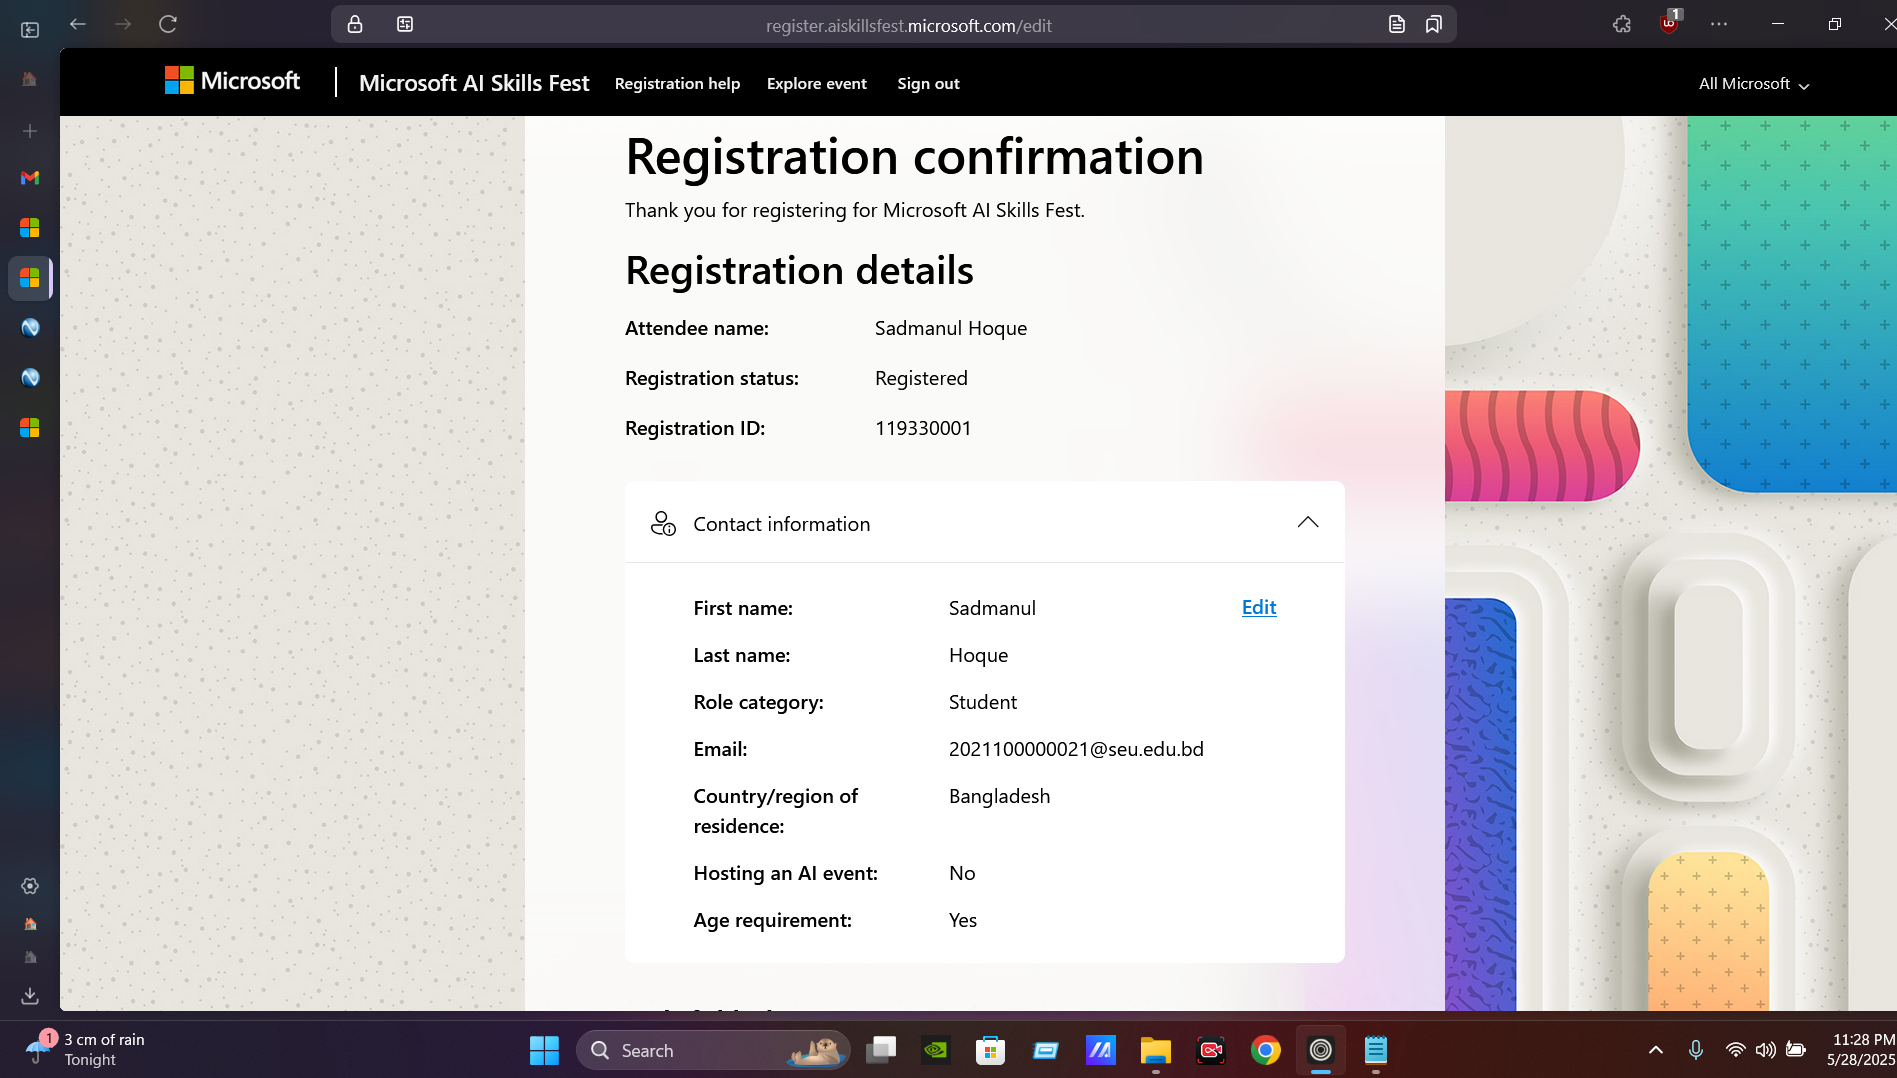 register.aiskillsfest.microsoft.com/edit
1
Microsoft
Microsoft AI Skills Fest
Registration help
Explore event
Sign out
All Microsoft
Registration confirmation
Thank you for registering for Microsoft AI Skills Fest.
Registration details
Attendee name: Sadmanul Hoque
Registration status: Registered
Registration ID: 119330001
Contact information
First name: Sadmanul Edit
Last name: Hoque
Role category: Student
Email: 2021100000021@seu.edu.bd
Country/region of residence: Bangladesh
Hosting an AI event: No
Age requirement: Yes
1
3 cm of rain
Tonight
Search
11:28 PM
5/28/2025